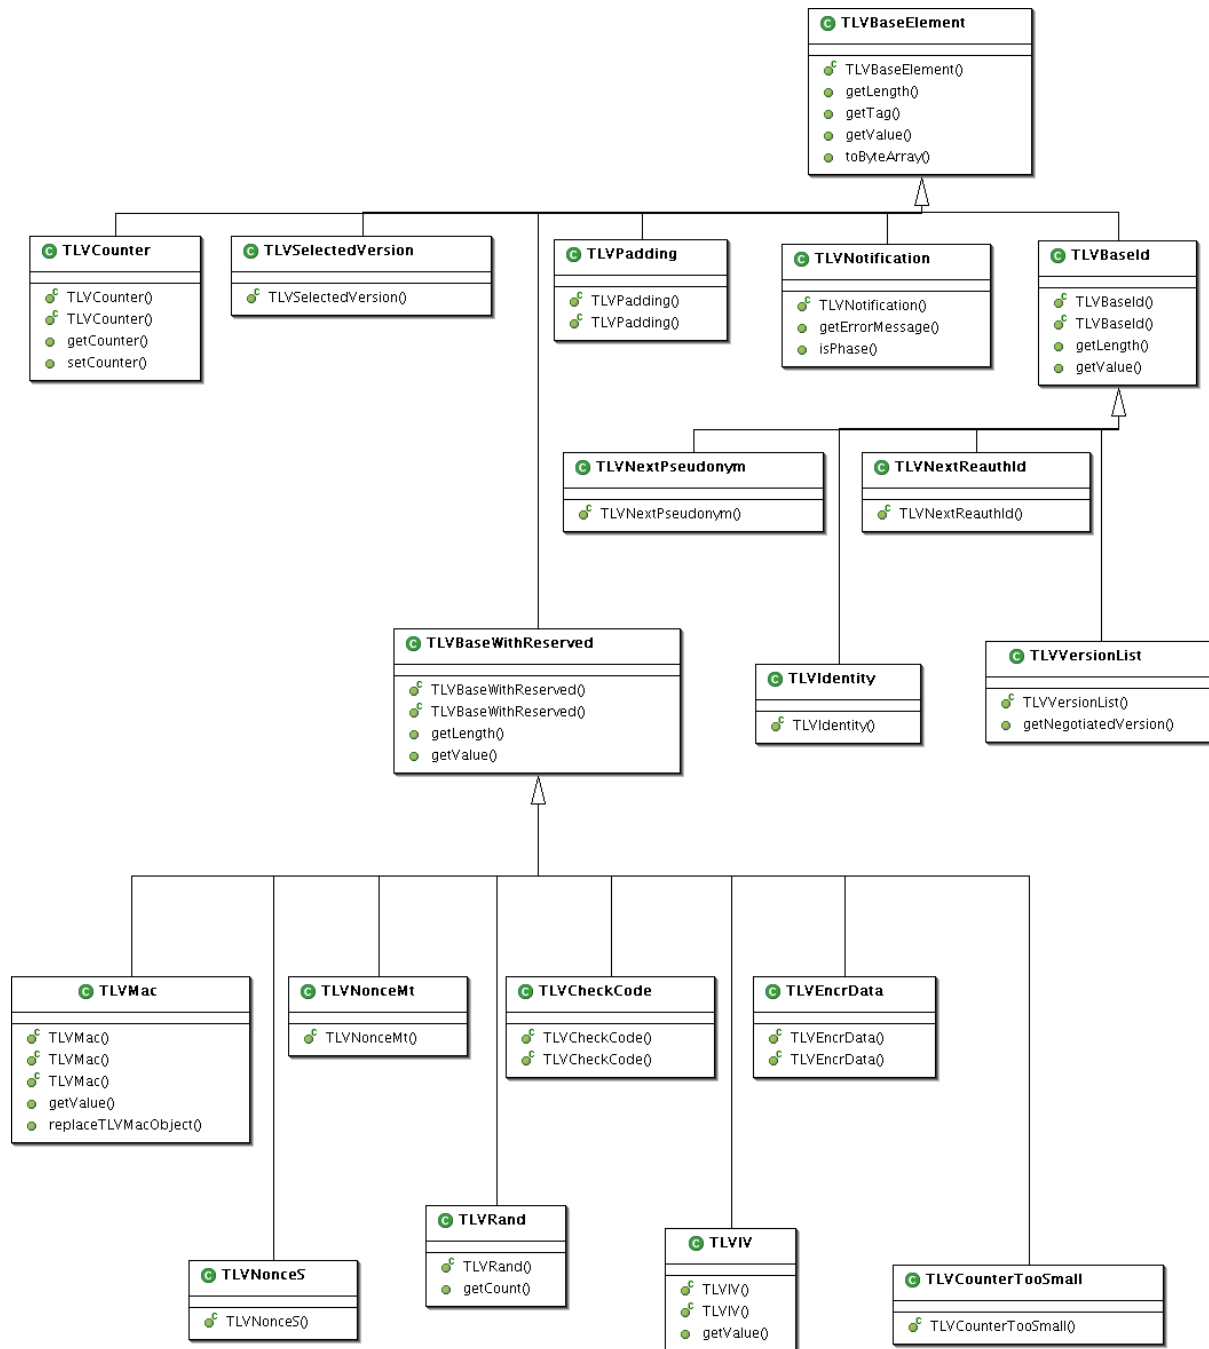 TLVBaseElement
TLVBaseElement()
getLength()
getTag()
getValue()
toByteArray()
TLVCounter
TLVCounter()
TLVCounter()
getCounter()
setCounter()
TLVSelectedVersion
TLVSelectedVersion()
TLVPadding
TLVPadding()
TLVPadding()
TLVNotification
TLVNotification()
getErrorMessage()
isPhase()
TLVBaseId
TLVBaseId()
TLVBaseId()
getLength()
getValue()
TLVNextPseudonym
TLVNextPseudonym()
TLVNextReauthId
TLVNextReauthId()
TLVBaseWithReserved
TLVBaseWithReserved()
TLVBaseWithReserved()
getLength()
getValue()
TLVIdentity
TLVIdentity()
TLVVersionList
TLVVersionList()
getNegotiatedVersion()
TLVMac
TLVMac()
TLVMac()
TLVMac()
getValue()
replaceTLVMacObject()
TLVNonceMt
TLVNonceMt()
TLVCheckCode
TLVCheckCode()
TLVCheckCode()
TLVEncrData
TLVEncrData()
TLVEncrData()
TLVNonceS
TLVNonceS()
TLVRand
TLVRand()
getCount()
TLVIV
TLVIV()
TLVIV()
getValue()
TLVCounterTooSmall
TLVCounterTooSmall()